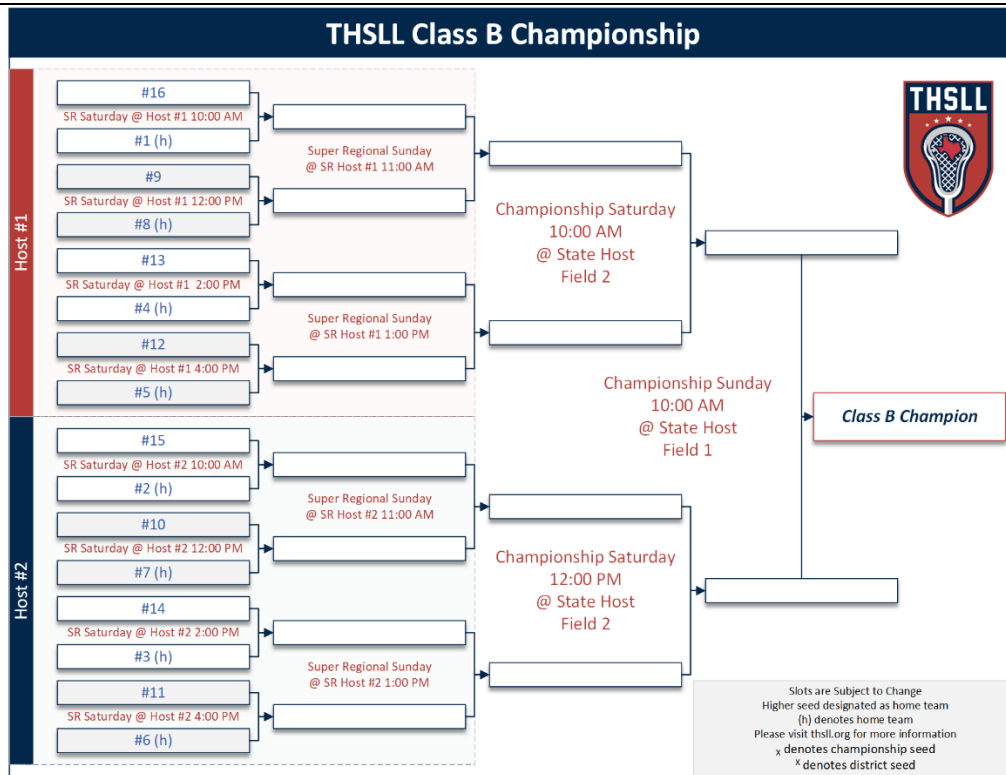 THSLL Class B Championship
THSLL
Host #1
#16
SR Saturday @ Host #1 10:00 AM
#1 (h)
#9
SR Saturday @ Host #1 12:00 PM
#8 (h)
#13
SR Saturday @ Host #1 2:00 PM
#4 (h)
#12
SR Saturday @ Host #1 4:00 PM
#5 (h)
Super Regional Sunday
@ SR Host #1 11:00 AM
Super Regional Sunday
@ SR Host #1 1:00 PM
Championship Saturday
10:00 AM
@ State Host
Field 2
Host #2
#15
SR Saturday @ Host #2 10:00 AM
#2 (h)
#10
SR Saturday @ Host #2 12:00 PM
#7 (h)
#14
SR Saturday @ Host #2 2:00 PM
#3 (h)
#11
SR Saturday @ Host #2 4:00 PM
#6 (h)
Super Regional Sunday
@ SR Host #2 11:00 AM
Super Regional Sunday
@ SR Host #2 1:00 PM
Championship Saturday
12:00 PM
@ State Host
Field 2
Championship Sunday
10:00 AM
@ State Host
Field 1
Class B Champion
Slots are Subject to Change
Higher seed designated as home team
(h) denotes home team
Please visit thsll.org for more information
x denotes championship seed
x denotes district seed